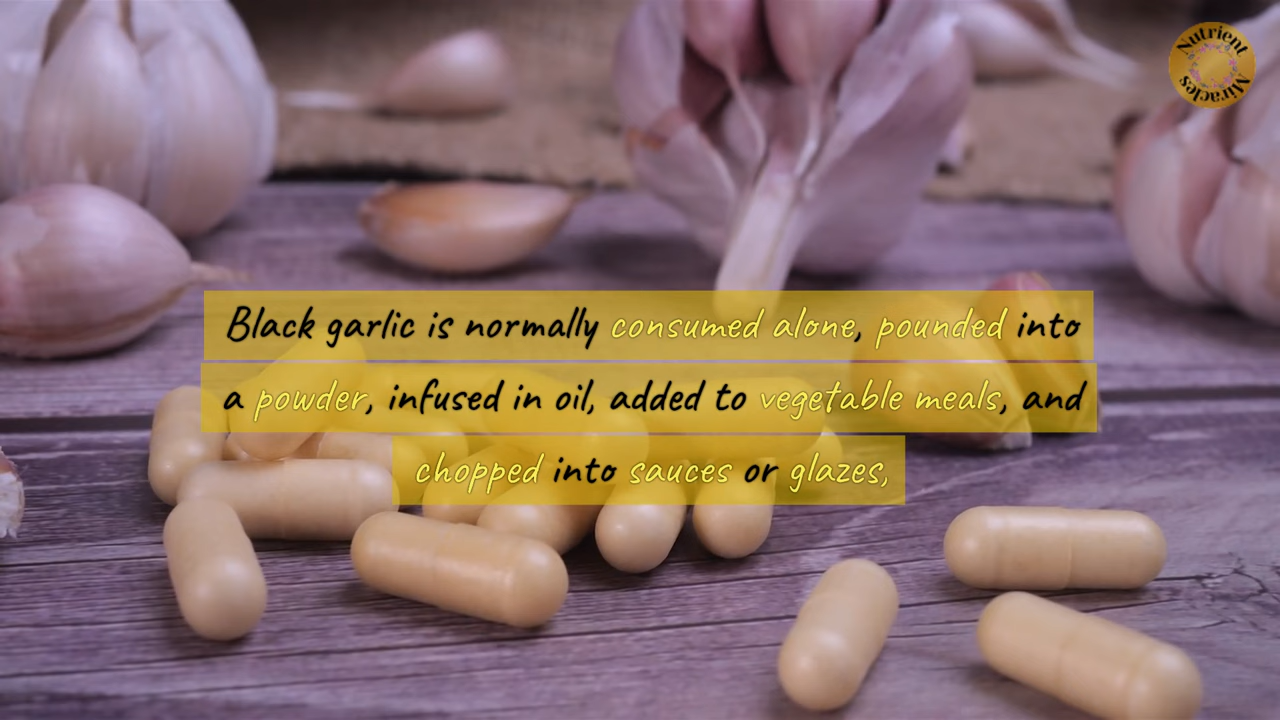 Nutrient
Miracles
Black garlic is normally consumed alone, pounded into
a powder, infused in oil, added to vegetable meals, and
chopped into sauces or glazes,